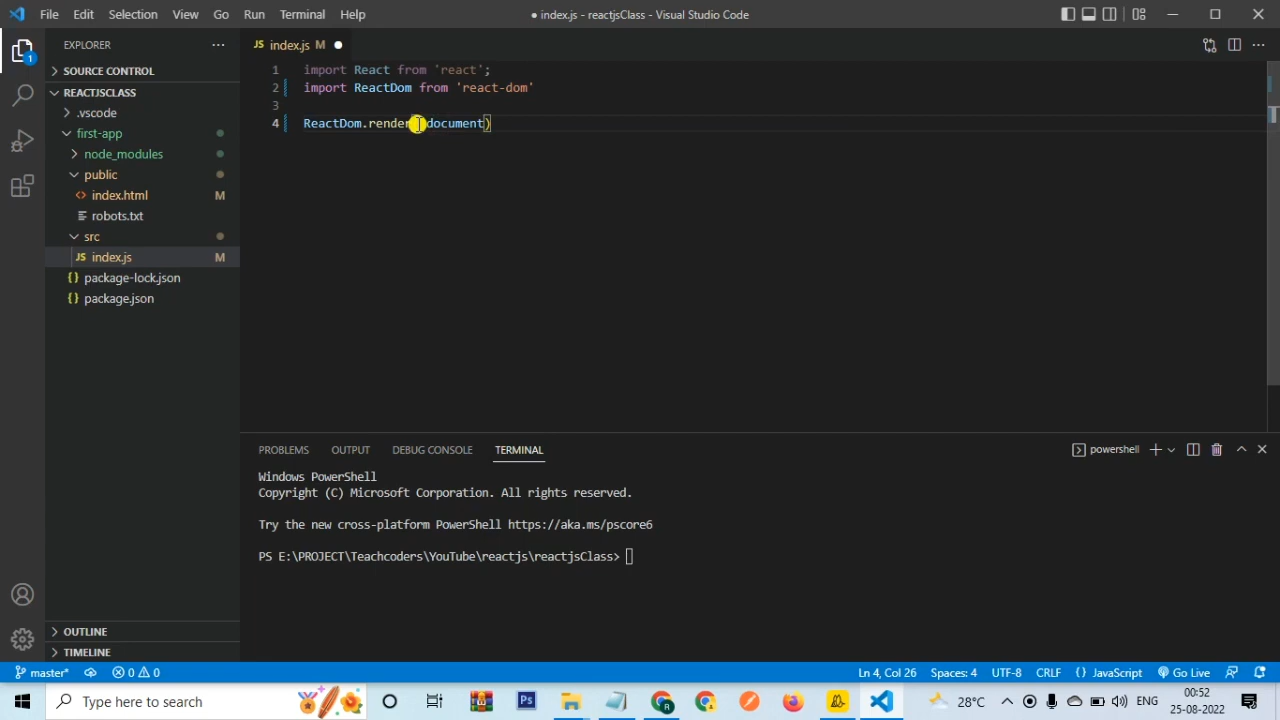 File Edit Selection View Go Run Terminal Help
● index.js - reactjsClass - Visual Studio Code
EXPLORER
SOURCE CONTROL
REACTJSCLASS
.vscode
first-app
node_modules
public
index.html M
robots.txt
src
index.js M
package-lock.json
package.json
OUTLINE
TIMELINE
1
index.js M
1 import React from 'react';
2 import ReactDom from 'react-dom'
3
4 ReactDom.render(document)
PROBLEMS OUTPUT DEBUG CONSOLE TERMINAL
powershell
Windows PowerShell
Copyright (C) Microsoft Corporation. All rights reserved.
Try the new cross-platform PowerShell https://aka.ms/pscore6
PS E:\PROJECT\Teachcoders\YouTube\reactjs\reactjsClass>
master* 0 0
Ln 4, Col 26 Spaces: 4 UTF-8 CRLF { } JavaScript Go Live
Type here to search
28°C
ENG
00:52
25-08-2022